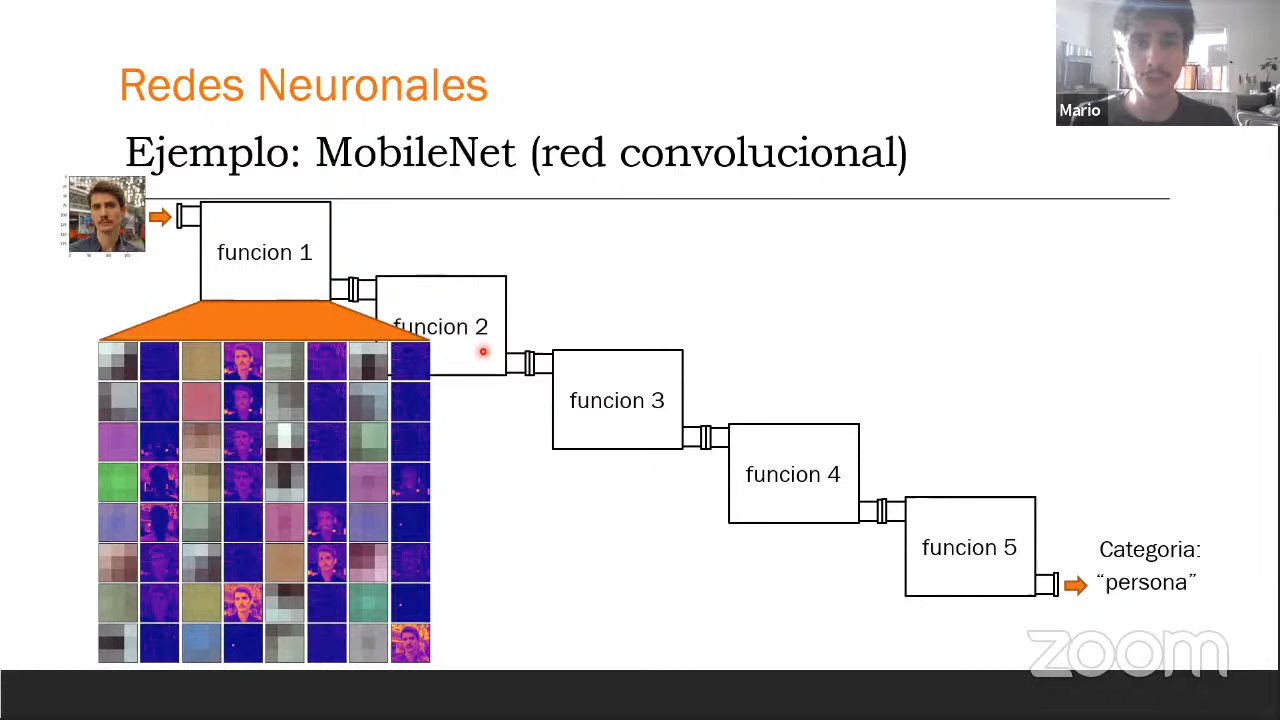 Redes Neuronales
Mario
Ejemplo: MobileNet (red convolucional)
funcion 1
funcion 2
funcion 3
funcion 4
funcion 5
Categoria:
“persona”
zoom